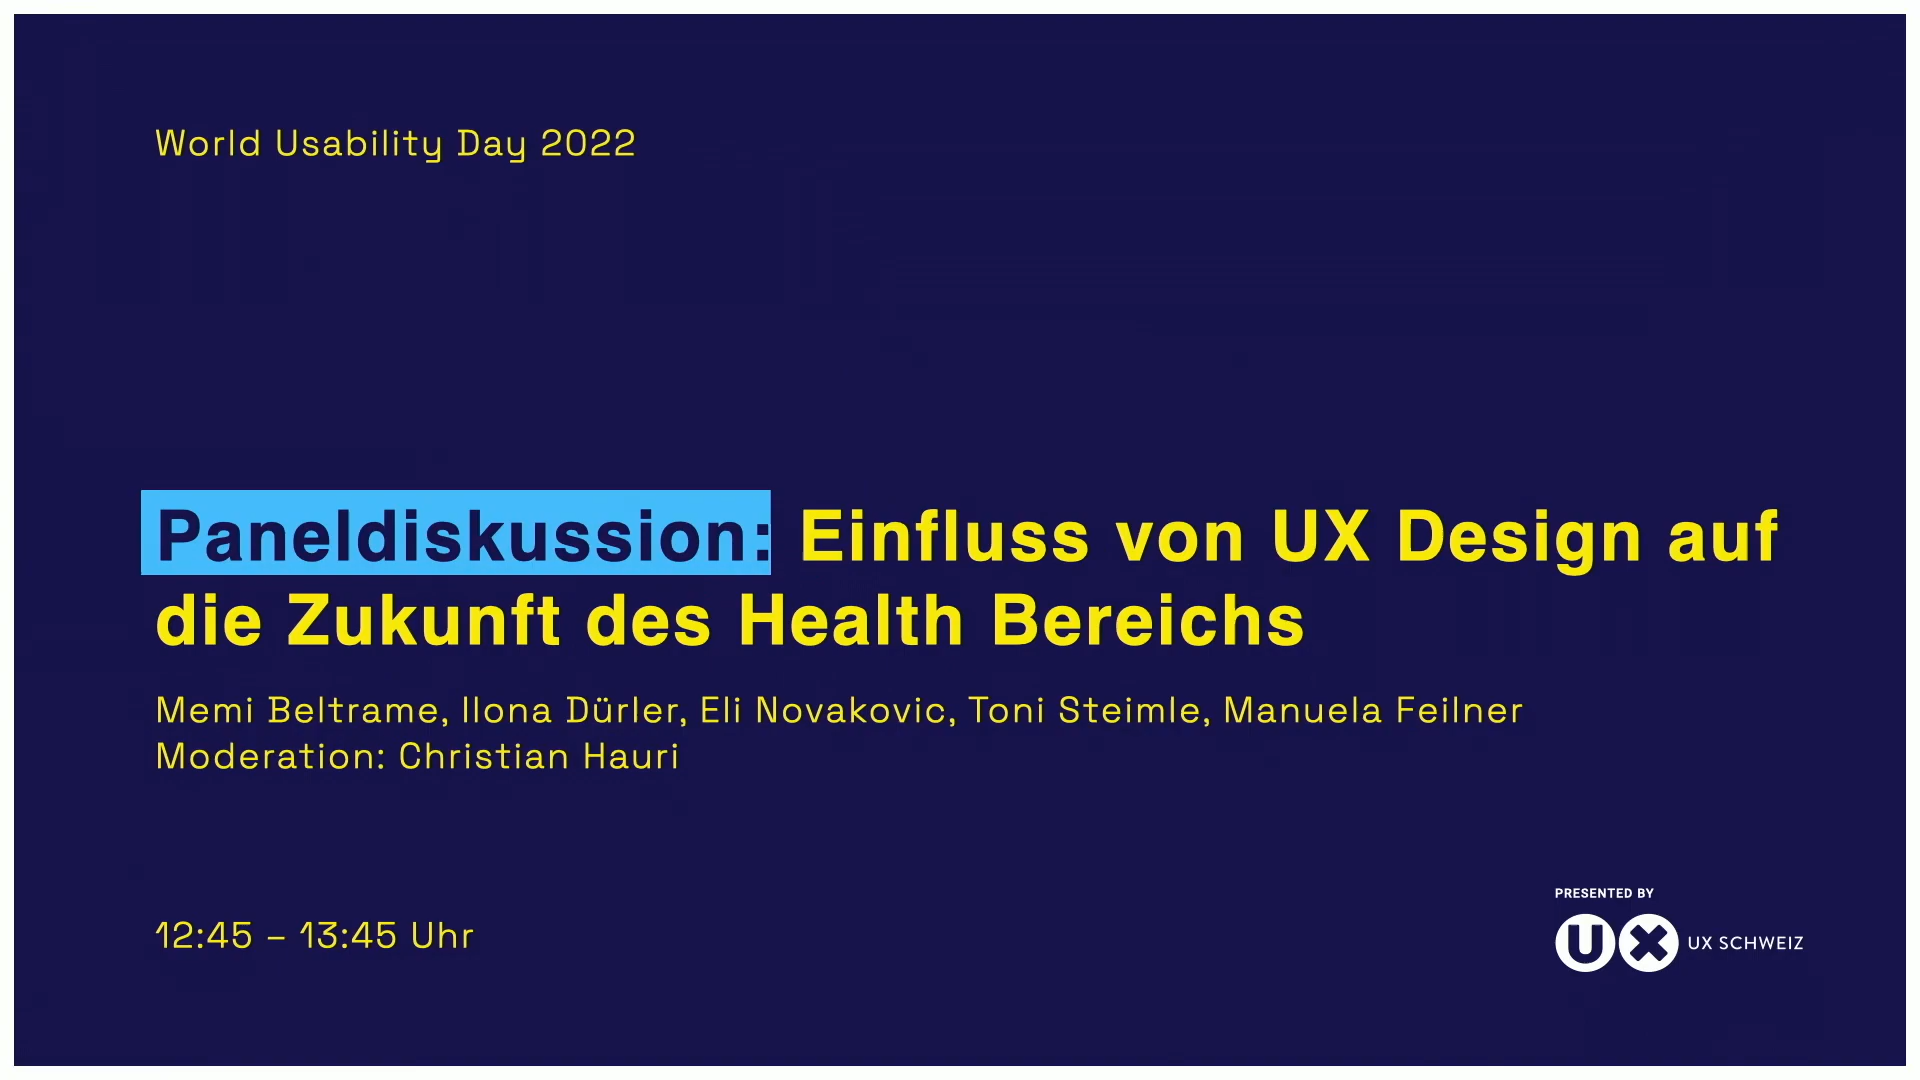 World Usability Day 2022
Paneldiskussion: Einfluss von UX Design auf
die Zukunft des Health Bereichs
Memi Beltrame, Ilona Dürler, Eli Novakovic, Toni Steimle, Manuela Feilner
Moderation: Christian Hauri
12:45 – 13:45 Uhr
PRESENTED BY
UX UX SCHWEIZ